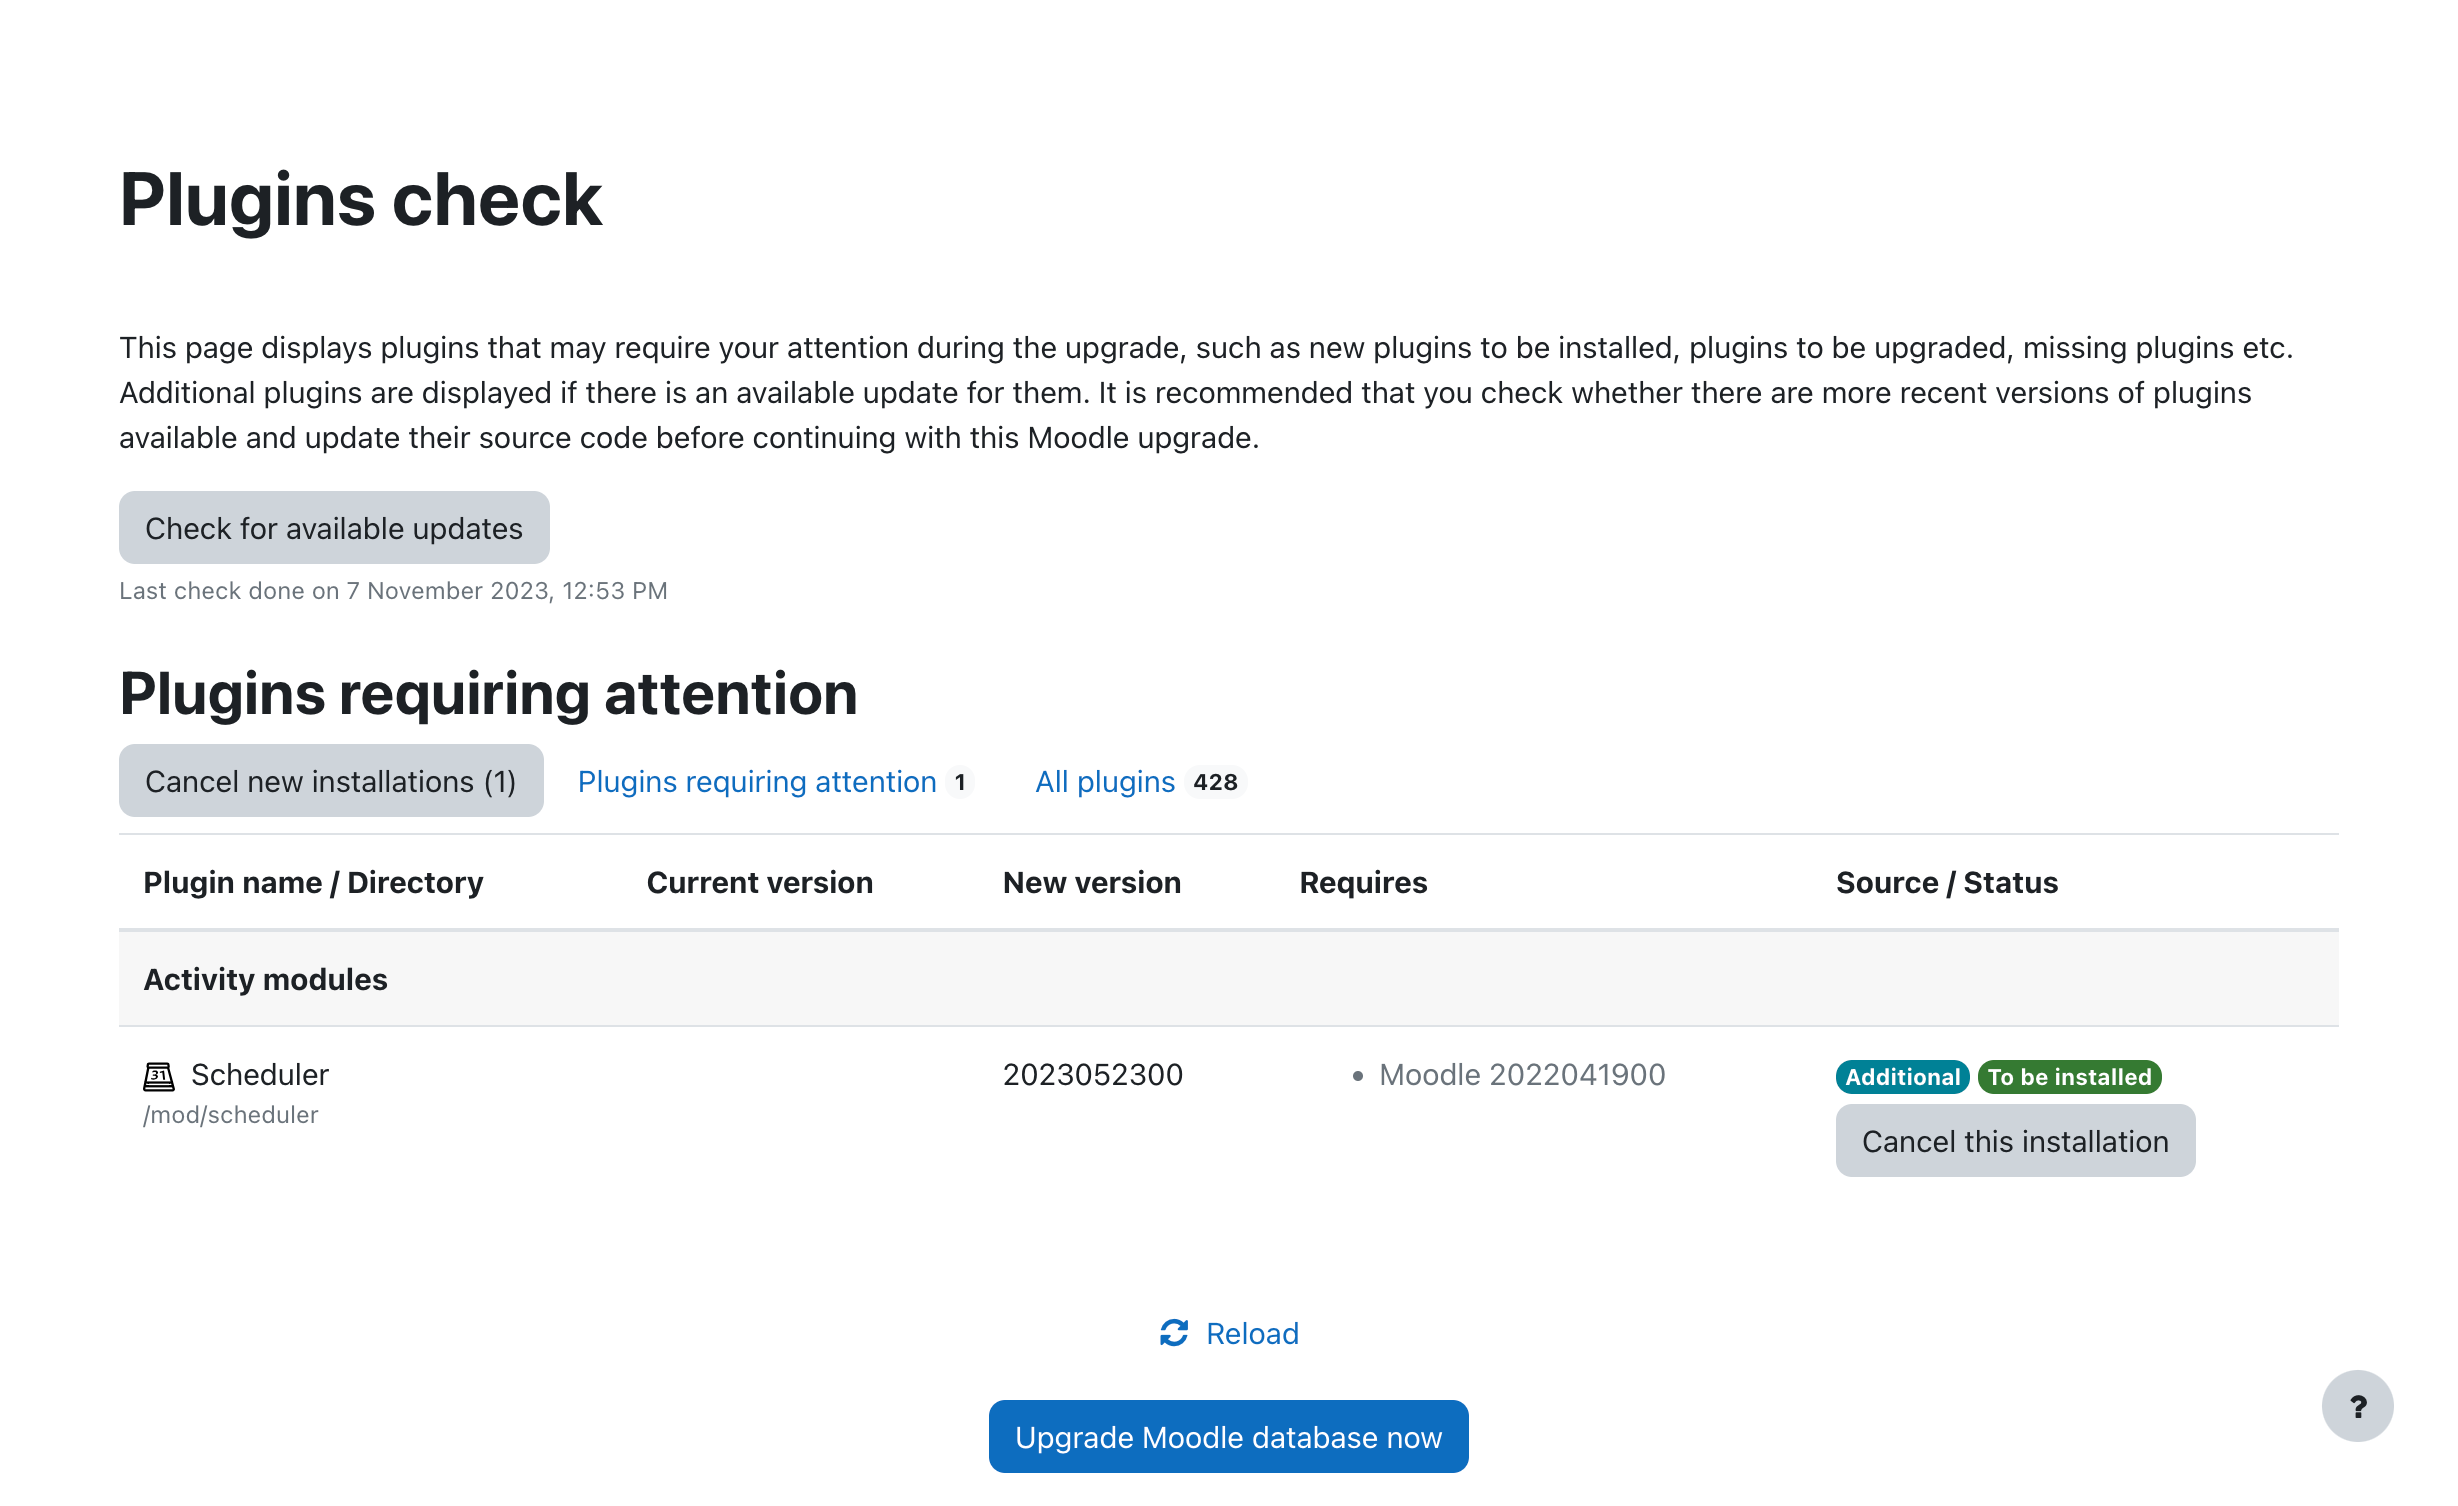 Plugins check
This page displays plugins that may require your attention during the upgrade, such as new plugins to be installed, plugins to be upgraded, missing plugins etc.
Additional plugins are displayed if there is an available update for them. It is recommended that you check whether there are more recent versions of plugins
available and update their source code before continuing with this Moodle upgrade.
Check for available updates
Last check done on 7 November 2023, 12:53 PM
Plugins requiring attention
Cancel new installations (1) Plugins requiring attention 1 All plugins 428
Plugin name / Directory Current version New version Requires Source / Status
Activity modules
31 Scheduler 2023052300 • Moodle 2022041900 Additional To be installed
/mod/scheduler
Cancel this installation
Reload
?
Upgrade Moodle database now